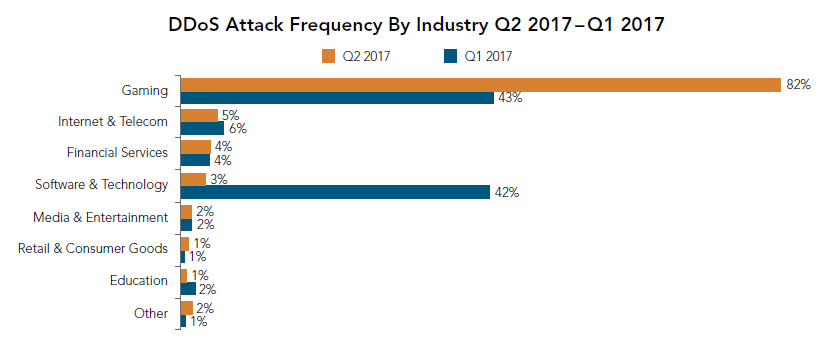 DDoS Attack Frequency By Industry Q2 2017–Q1 2017
Q2 2017 Q1 2017
Gaming 82%
43%
Internet & Telecom 5%
6%
Financial Services 4%
4%
Software & Technology 3%
42%
Media & Entertainment 2%
2%
Retail & Consumer Goods 1%
1%
Education 1%
2%
Other 2%
1%